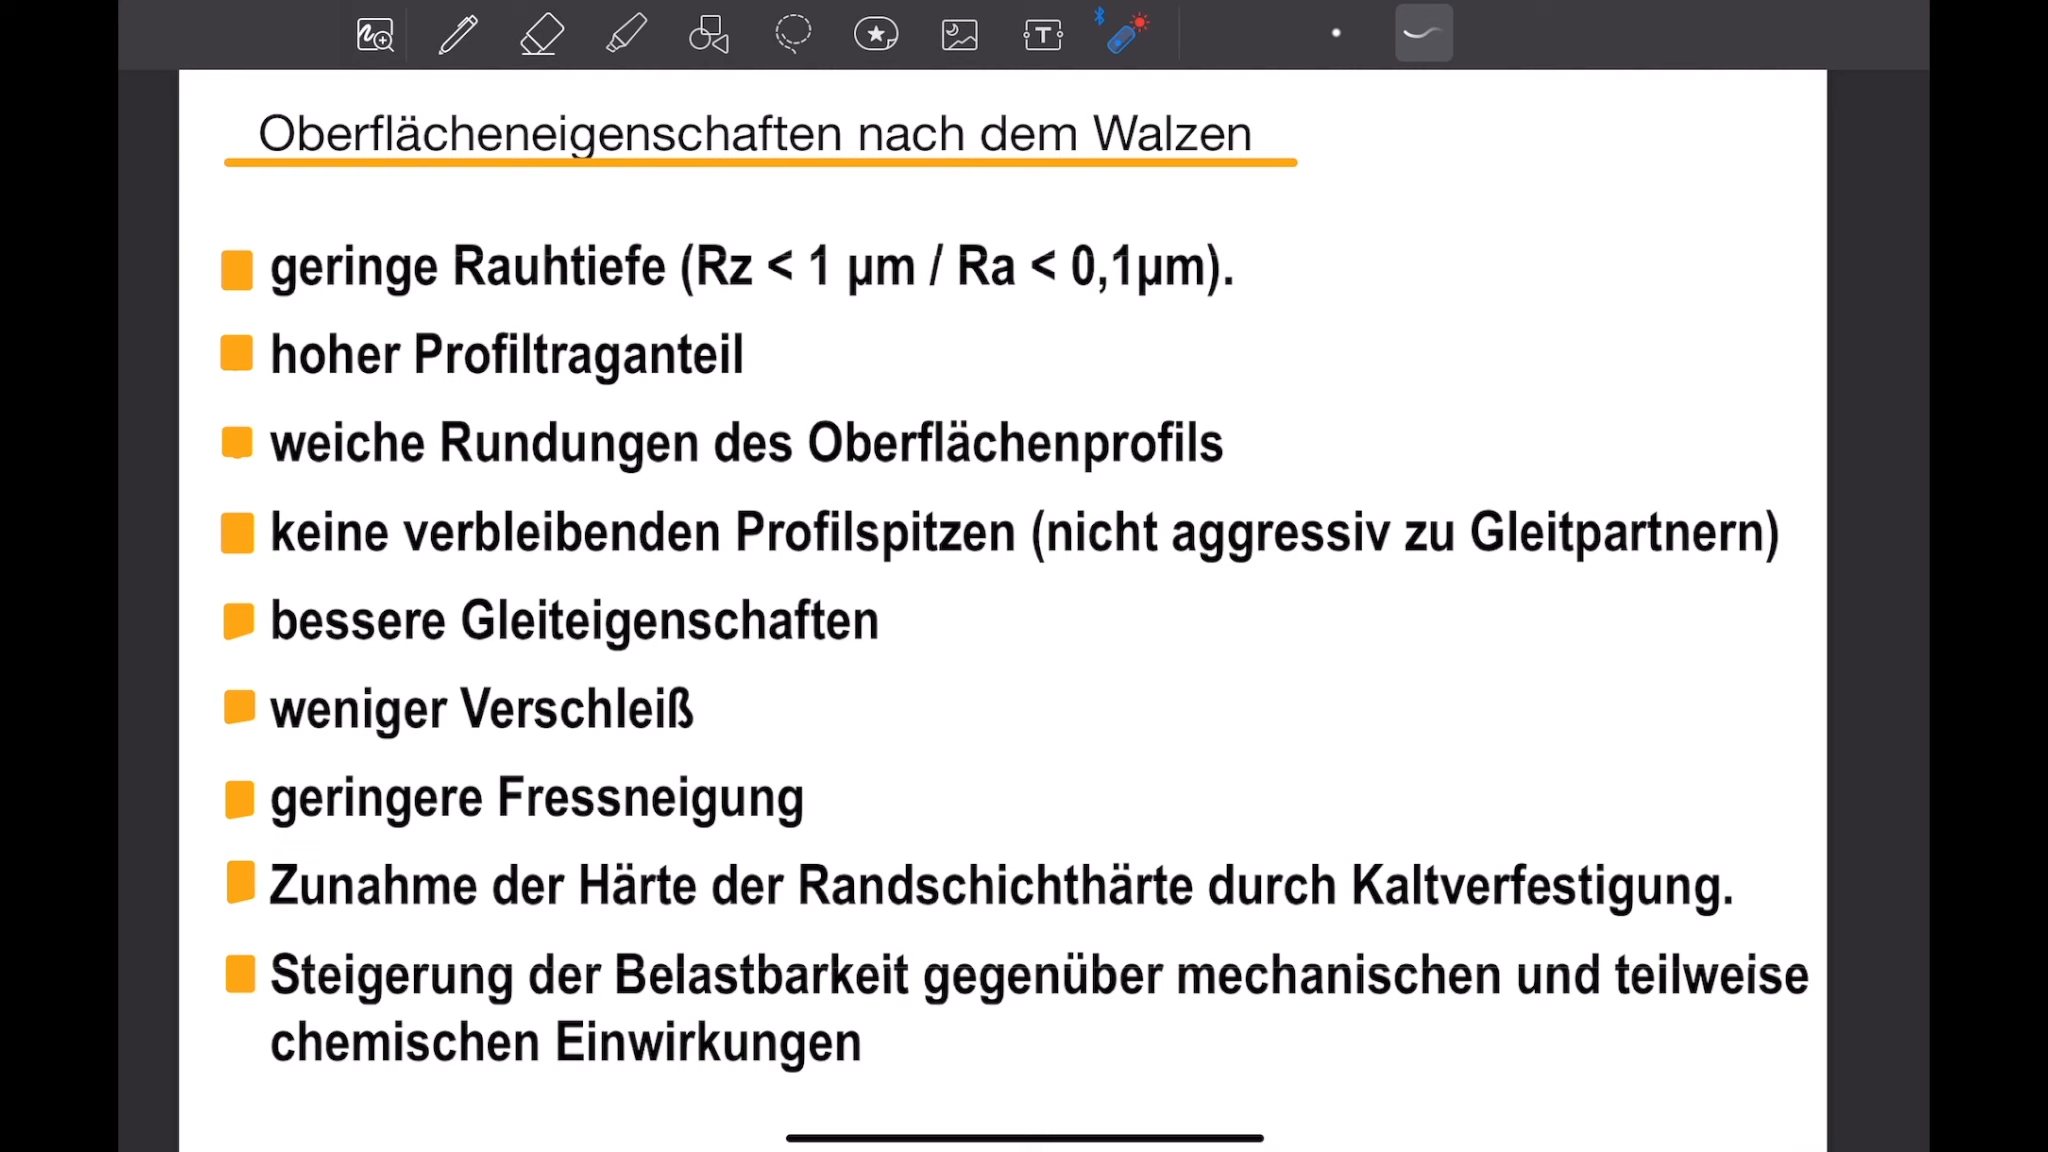 Oberflächeneigenschaften nach dem Walzen
geringe Rauhtiefe (Rz < 1 µm / Ra < 0,1µm).
hoher Profiltraganteil
weiche Rundungen des Oberflächenprofils
keine verbleibenden Profilspitzen (nicht aggressiv zu Gleitpartnern)
bessere Gleiteigenschaften
weniger Verschleiß
geringere Fressneigung
Zunahme der Härte der Randschichthärte durch Kaltverfestigung.
Steigerung der Belastbarkeit gegenüber mechanischen und teilweise
chemischen Einwirkungen